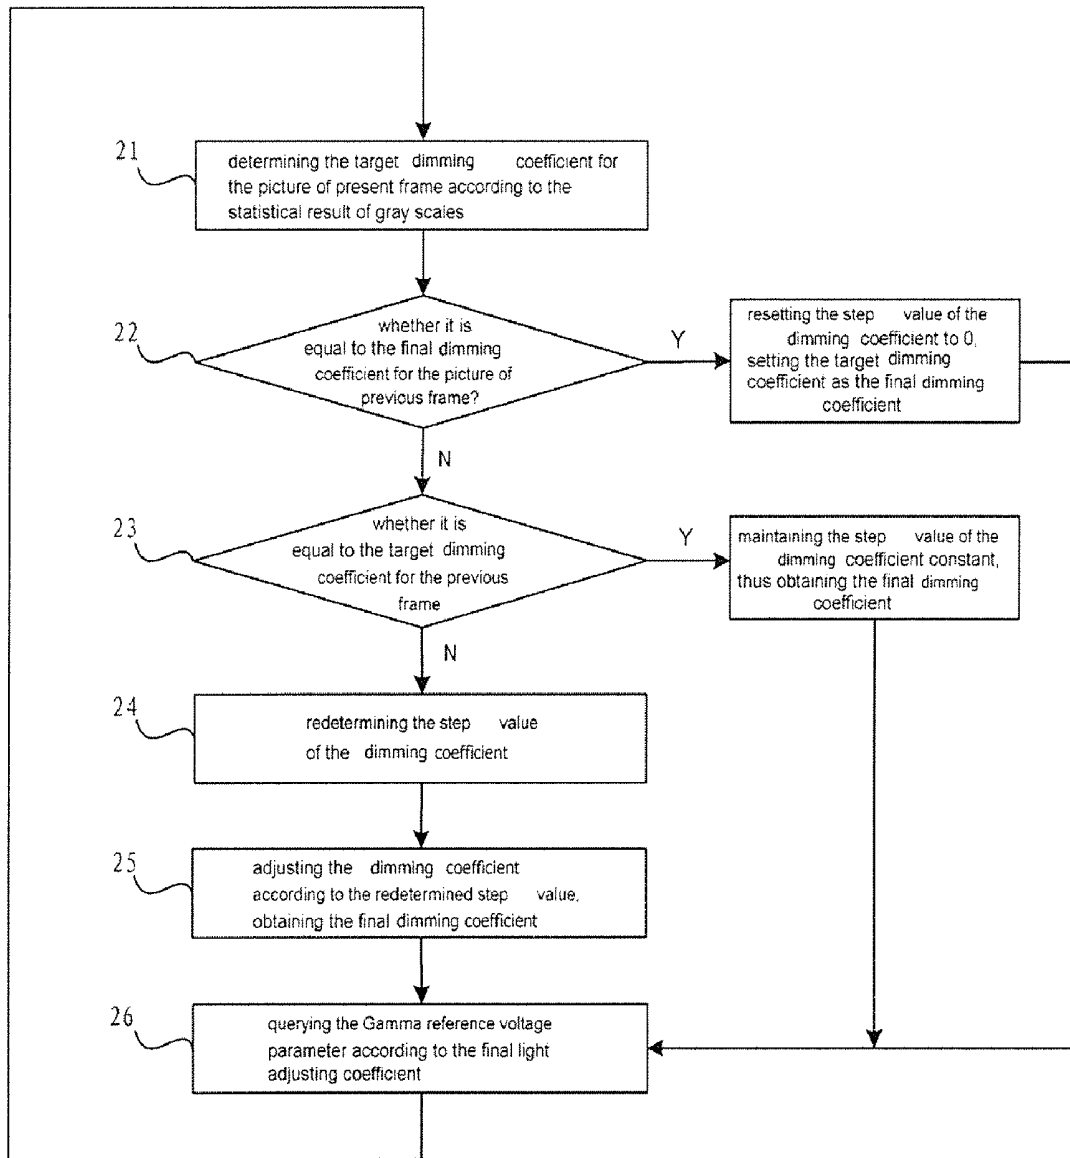 21
determining the target dimming coefficient for
the picture of present frame according to the
statistical result of gray scales
22
whether it is
equal to the final dimming
coefficient for the picture of
previous frame?
Y
resetting the step value of the
dimming coefficient to 0,
setting the target dimming
coefficient as the final dimming
coefficient
N
23
whether it is
equal to the target dimming
coefficient for the previous
frame
Y
maintaining the step value of the
dimming coefficient constant,
thus obtaining the final dimming
coefficient
N
24
redetermining the step value
of the dimming coefficient
25
adjusting the dimming coefficient
according to the redetermined step value,
obtaining the final dimming coefficient
26
querying the Gamma reference voltage
parameter according to the final light
adjusting coefficient